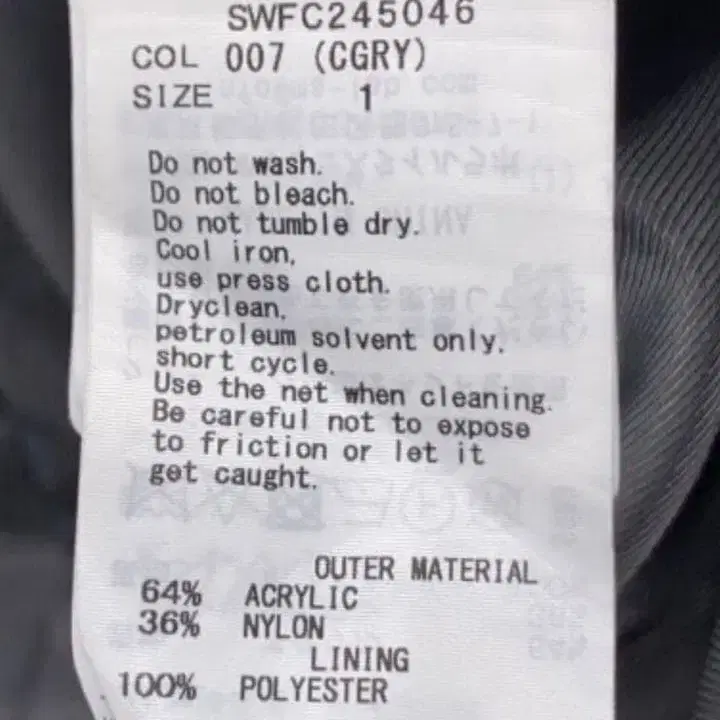 SWFC245046
COL 007 (CGRY)
SIZE 1
Do not wash.
Do not bleach.
Do not tumble dry.
Cool iron,
use press cloth.
Dryclean,
petroleum solvent only.
short cycle.
Use the net when cleaning.
Be careful not to expose
to friction or let it
get caught.
OUTER MATERIAL
64% ACRYLIC
36% NYLON
LINING
100% POLYESTER